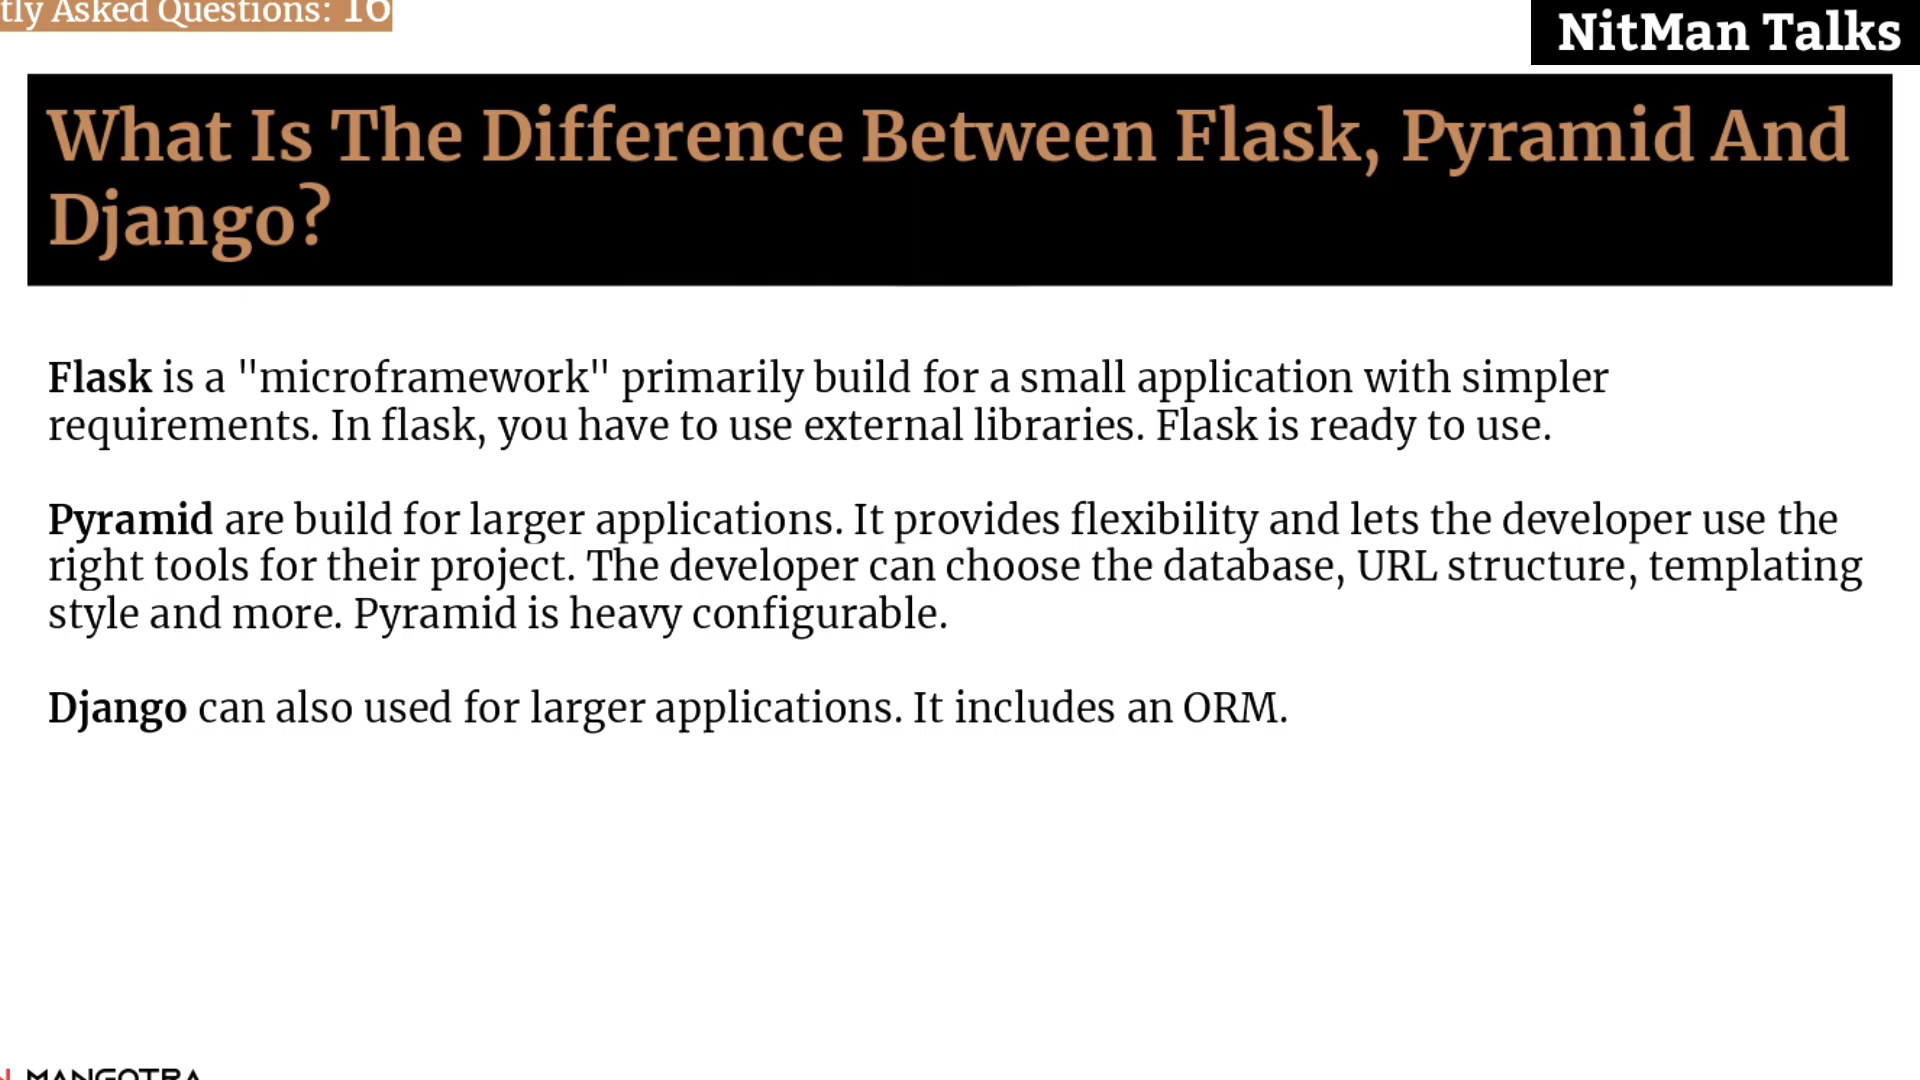 tly Asked Questions: 16
NitMan Talks
What Is The Difference Between Flask, Pyramid And
Django?
Flask is a "microframework" primarily build for a small application with simpler
requirements. In flask, you have to use external libraries. Flask is ready to use.
Pyramid are build for larger applications. It provides flexibility and lets the developer use the
right tools for their project. The developer can choose the database, URL structure, templating
style and more. Pyramid is heavy configurable.
Django can also used for larger applications. It includes an ORM.
MANGOTRA